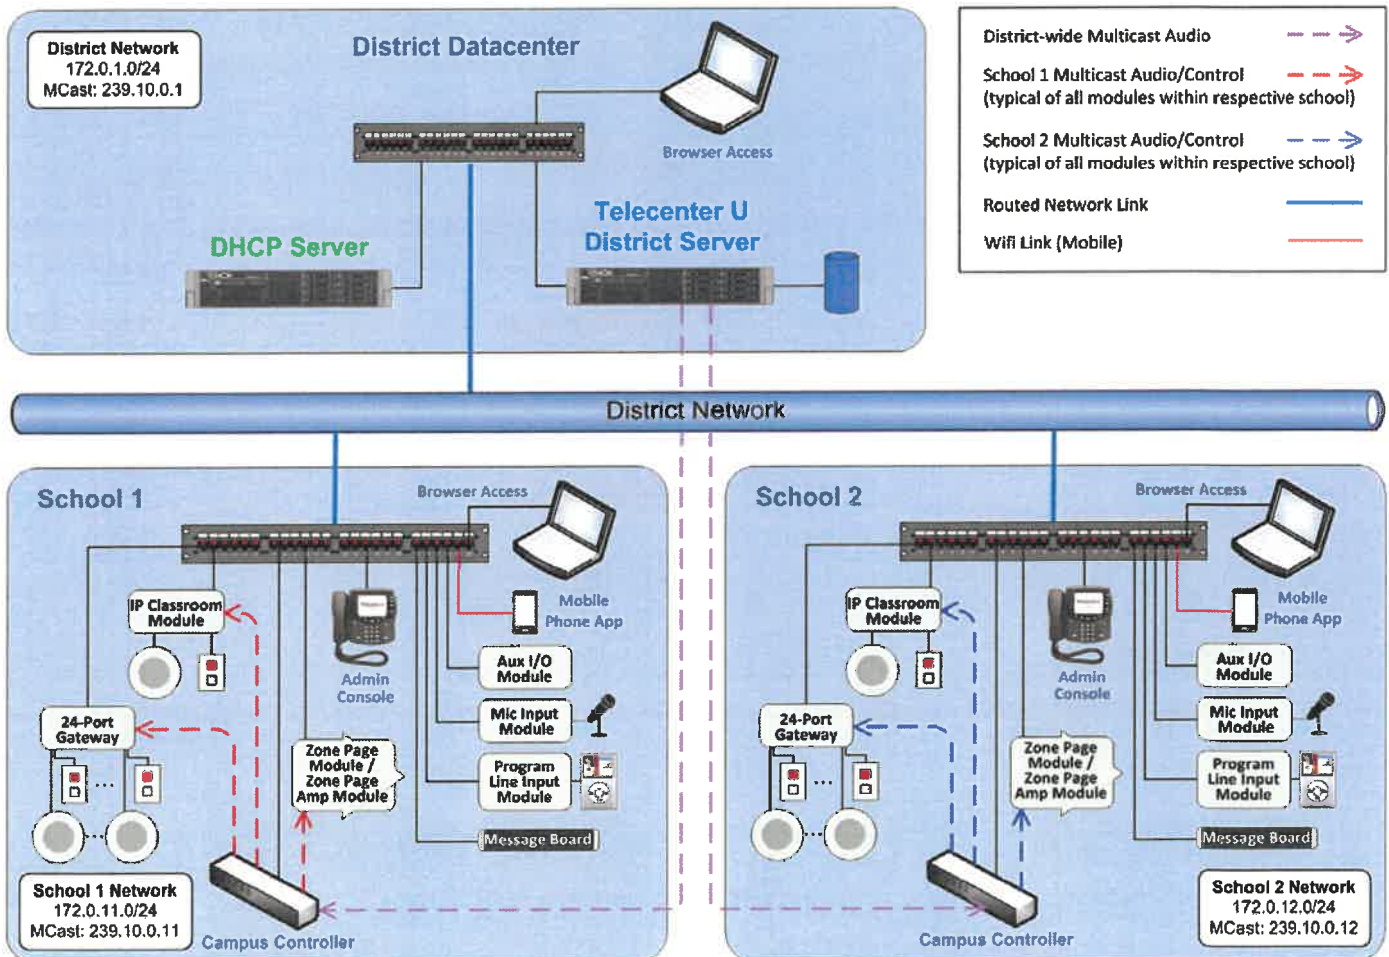 District Network
172.0.1.0/24
MCast: 239.10.0.1
District Datacenter
Browser Access
DHCP Server
Telecenter U
District Server
District-wide Multicast Audio
School 1 Multicast Audio/Control
(typical of all modules within respective school)
School 2 Multicast Audio/Control
(typical of all modules within respective school)
Routed Network Link
Wifi Link (Mobile)
District Network
School 1
Browser Access
IP Classroom
Module
Mobile
Phone App
Admin
Console
Aux I/O
Module
24-Port
Gateway
Mic Input
Module
Zone Page
Module /
Zone Page
Amp Module
Program
Line Input
Module
Message Board
School 1 Network
172.0.11.0/24
MCast: 239.10.0.11
Campus Controller
School 2
Browser Access
IP Classroom
Module
Mobile
Phone App
Admin
Console
Aux I/O
Module
24-Port
Gateway
Mic Input
Module
Zone Page
Module /
Zone Page
Amp Module
Program
Line Input
Module
Message Board
Campus Controller
School 2 Network
172.0.12.0/24
MCast: 239.10.0.12